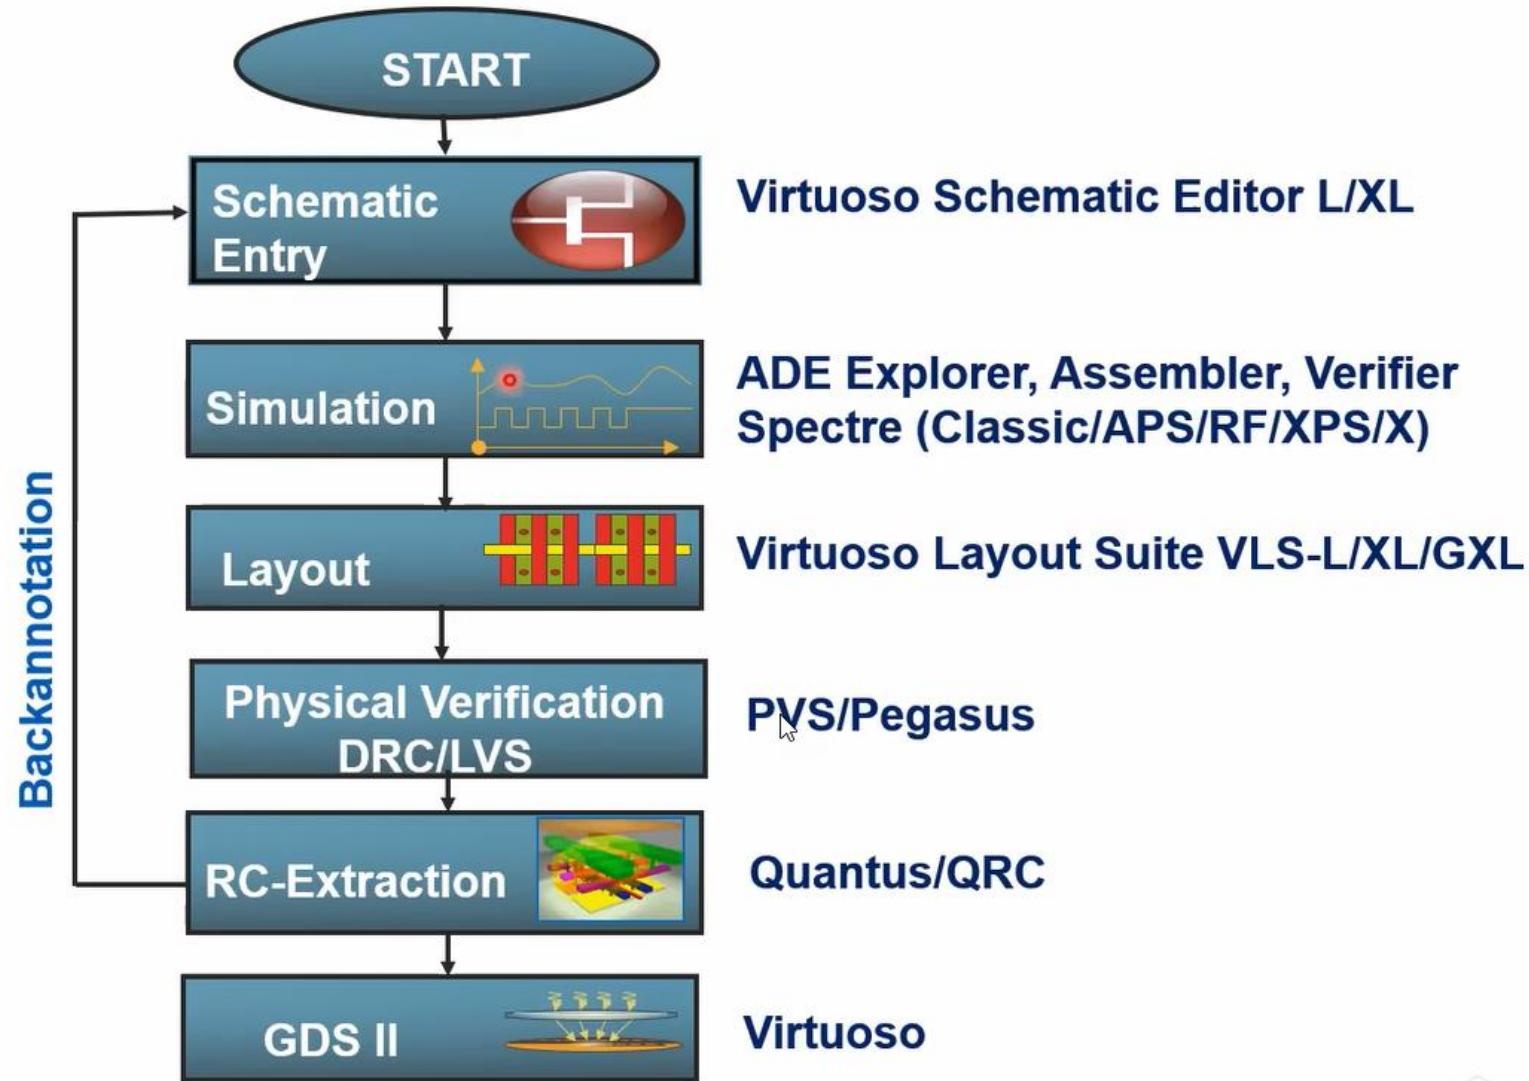 START
Schematic
Entry
Virtuoso Schematic Editor L/XL
Simulation
ADE Explorer, Assembler, Verifier
Spectre (Classic/APS/RF/XPS/X)
Layout
Virtuoso Layout Suite VLS-L/XL/GXL
Physical Verification
DRC/LVS
PVS/Pegasus
RC-Extraction
Quantus/QRC
GDS II
Virtuoso
Backannotation